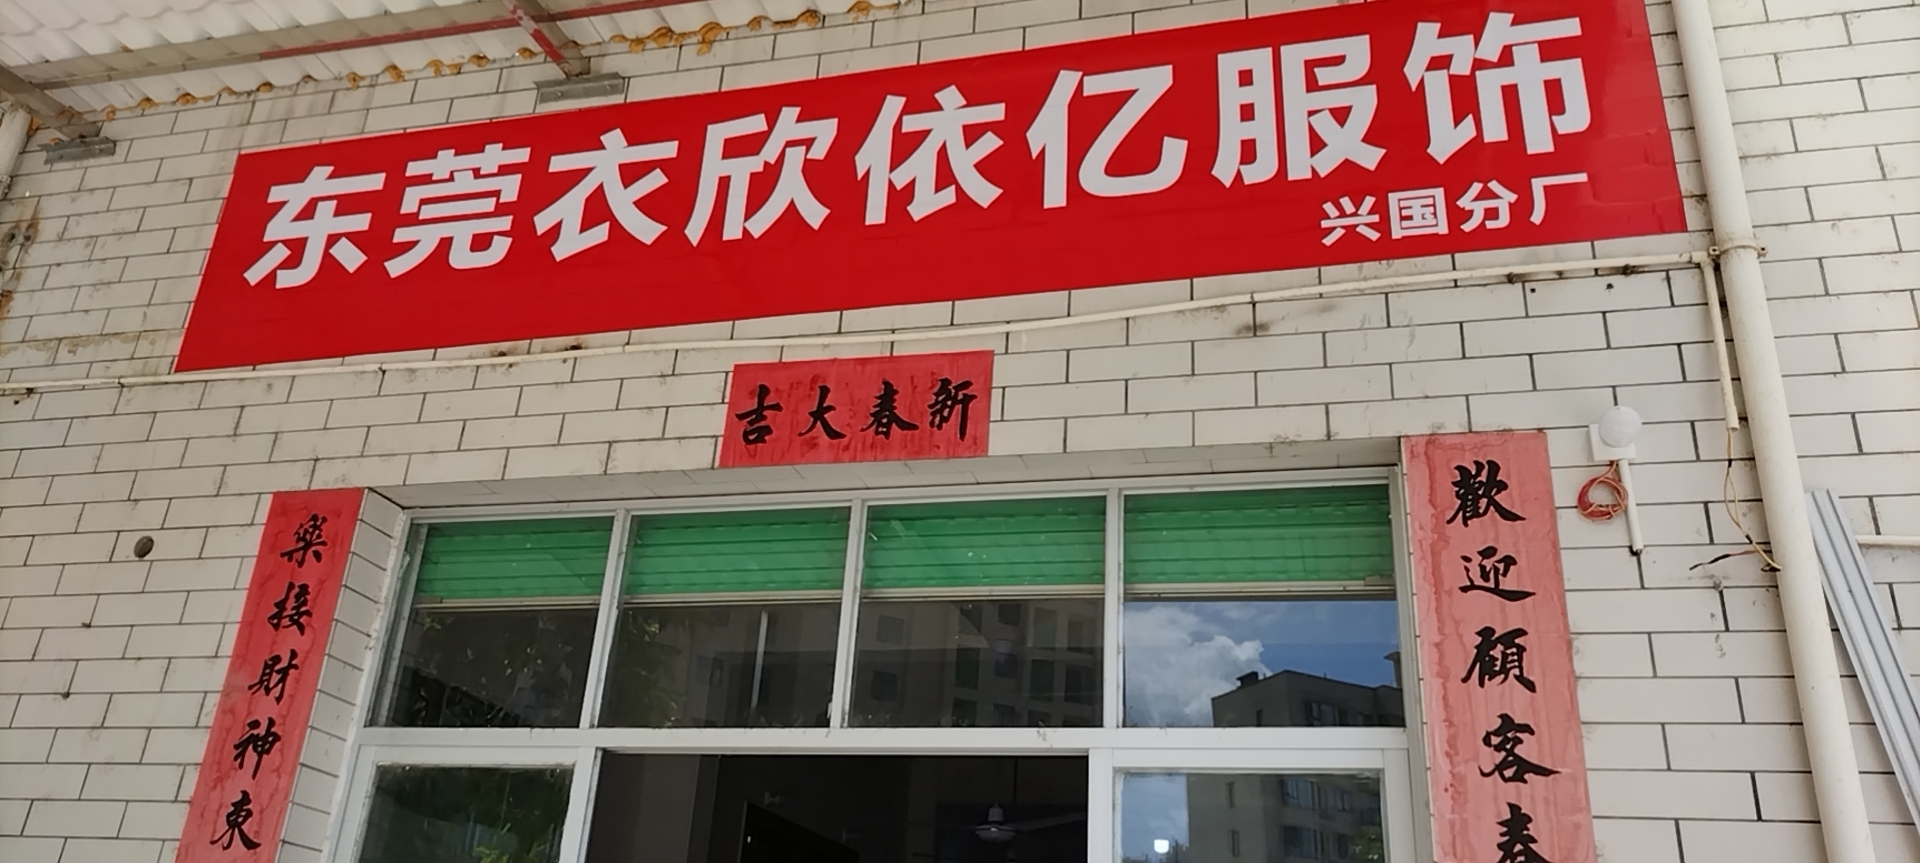 东莞衣欣依亿服饰
兴国分厂
新春大吉
歡迎顧客春
樂接財神東